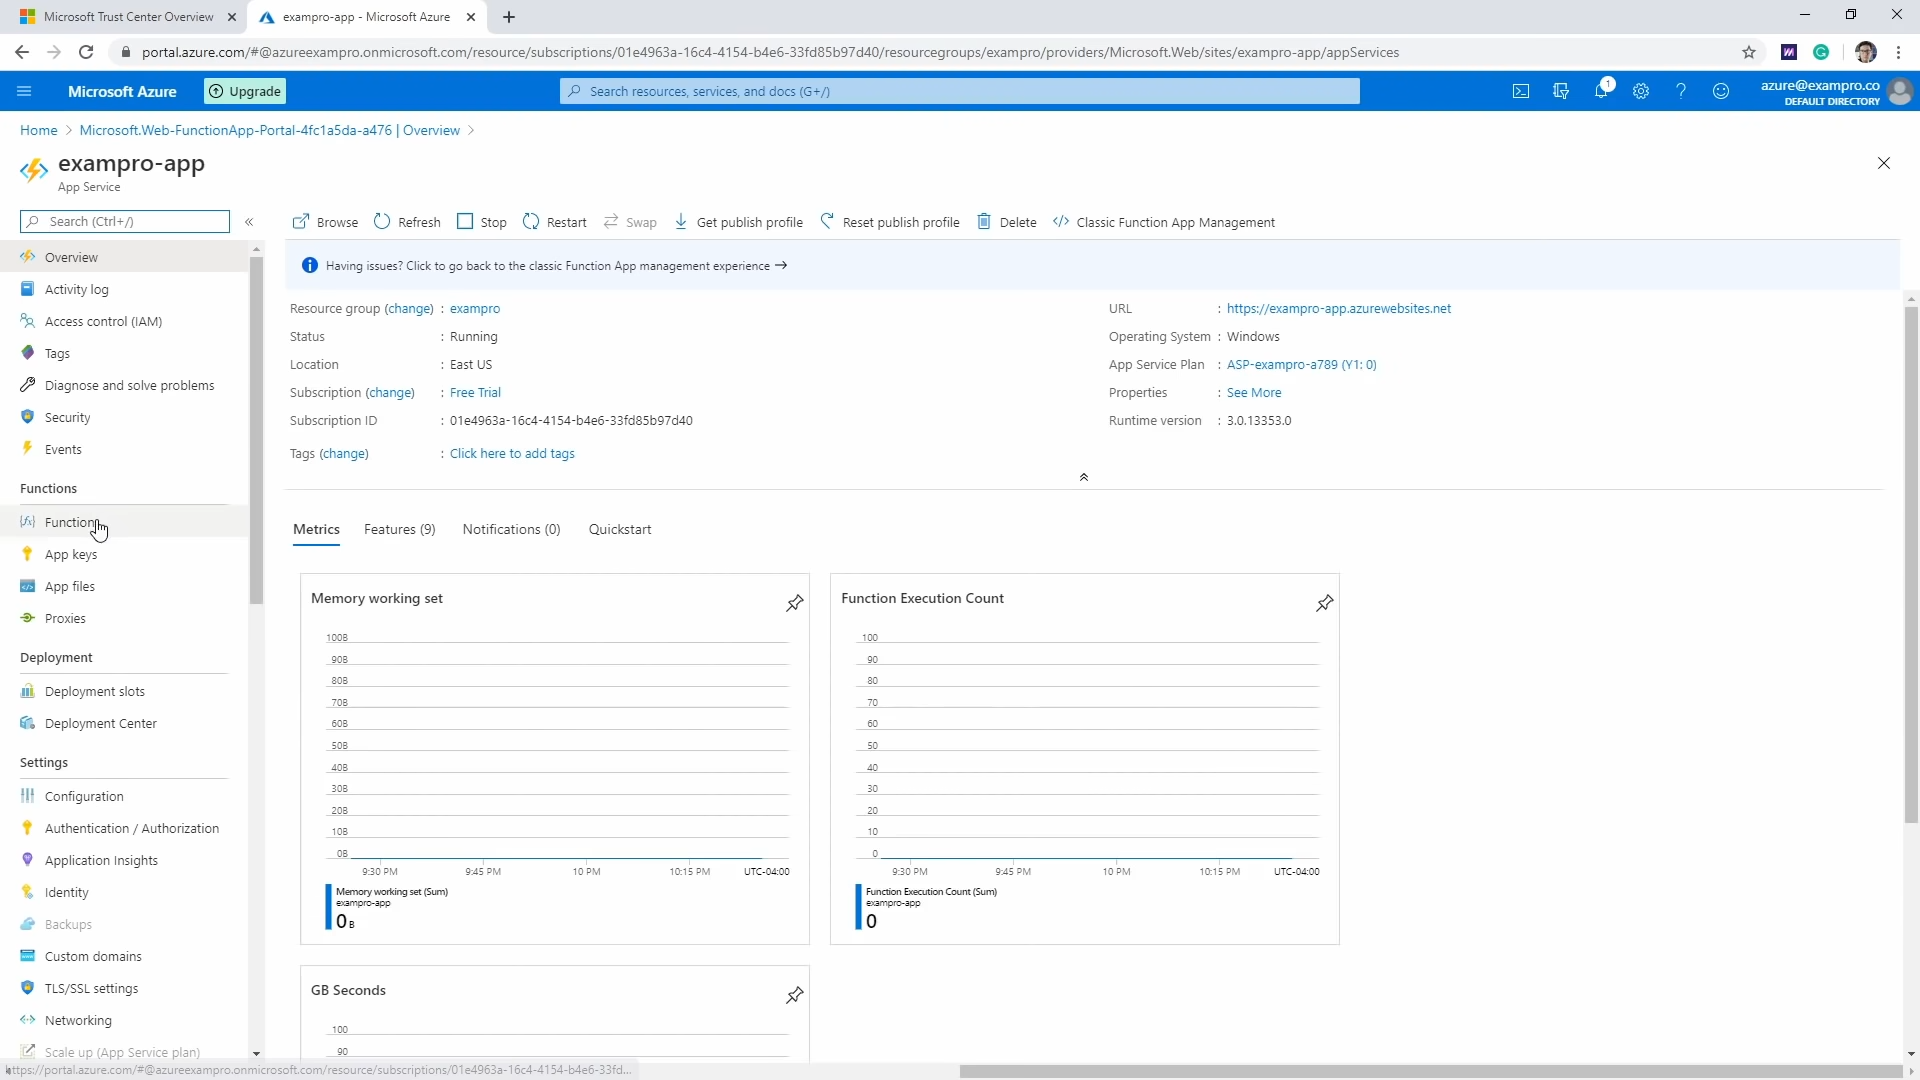 Microsoft Trust Center Overview
exampro-app - Microsoft Azure
portal.azure.com/#@azureexampro.onmicrosoft.com/resource/subscriptions/01e4963a-16c4-4154-b4e6-33fd85b97d40/resourcegroups/exampro/providers/Microsoft.Web/sites/exampro-app/appServices
Microsoft Azure
Upgrade
Search resources, services, and docs (G+/)
1
azure@exampro.co
DEFAULT DIRECTORY
Home > Microsoft.Web-FunctionApp-Portal-4fc1a5da-a476 | Overview >
exampro-app
App Service
Search (Ctrl+/)
«
Browse Refresh Stop Restart Swap Get publish profile Reset publish profile Delete Classic Function App Management
Having issues? Click to go back to the classic Function App management experience →
Overview
Activity log
Access control (IAM)
Tags
Diagnose and solve problems
Security
Events
Functions
Function
App keys
App files
Proxies
Deployment
Deployment slots
Deployment Center
Settings
Configuration
Authentication / Authorization
Application Insights
Identity
Backups
Custom domains
TLS/SSL settings
Networking
Scale up (App Service plan)
Resource group (change) : exampro
Status : Running
Location : East US
Subscription (change) : Free Trial
Subscription ID : 01e4963a-16c4-4154-b4e6-33fd85b97d40
Tags (change) : Click here to add tags
URL : https://exampro-app.azurewebsites.net
Operating System : Windows
App Service Plan : ASP-exampro-a789 (Y1: 0)
Properties : See More
Runtime version : 3.0.13353.0
Metrics Features (9) Notifications (0) Quickstart
Memory working set
100B
90B
80B
70B
60B
50B
40B
30B
20B
10B
0B
9:30 PM 9:45 PM 10 PM 10:15 PM UTC-04:00
Memory working set (Sum)
exampro-app
0 B
Function Execution Count
100
90
80
70
60
50
40
30
20
10
0
9:30 PM 9:45 PM 10 PM 10:15 PM UTC-04:00
Function Execution Count (Sum)
exampro-app
0
GB Seconds
100
90
https://portal.azure.com/#@azureexampro.onmicrosoft.com/resource/subscriptions/01e4963a-16c4-4154-b4e6-33fd...